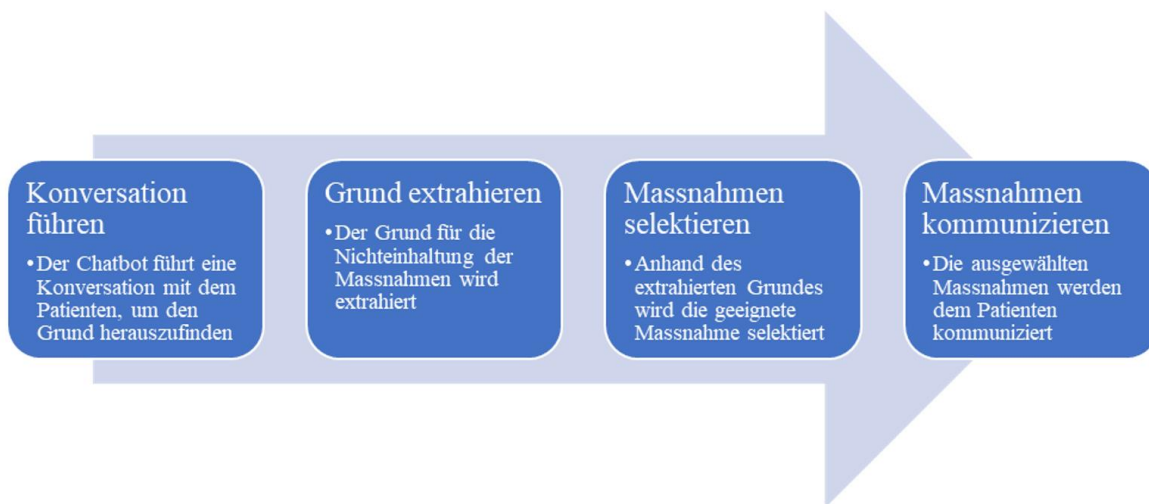 Konversation
führen
•Der Chatbot führt eine
Konversation mit dem
Patienten, um den
Grund herauszufinden
Grund extrahieren
•Der Grund für die
Nichteinhaltung der
Massnahmen wird
extrahiert
Massnahmen
selektieren
•Anhand des
extrahierten Grundes
wird die geeignete
Massnahme selektiert
Massnahmen
kommunizieren
•Die ausgewählten
Massnahmen werden
dem Patienten
kommuniziert